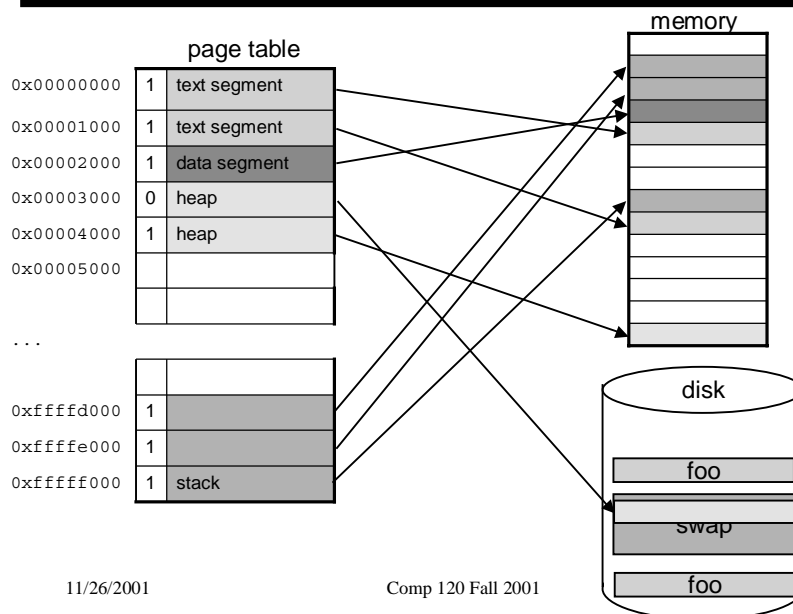 memory
page table
0x00000000 1 text segment
0x00001000 1 text segment
0x00002000 1 data segment
0x00003000 0 heap
0x00004000 1 heap
0x00005000
...
0xffffd000 1
0xffffe000 1
0xfffff000 1 stack
disk
foo
swap
foo
11/26/2001 Comp 120 Fall 2001